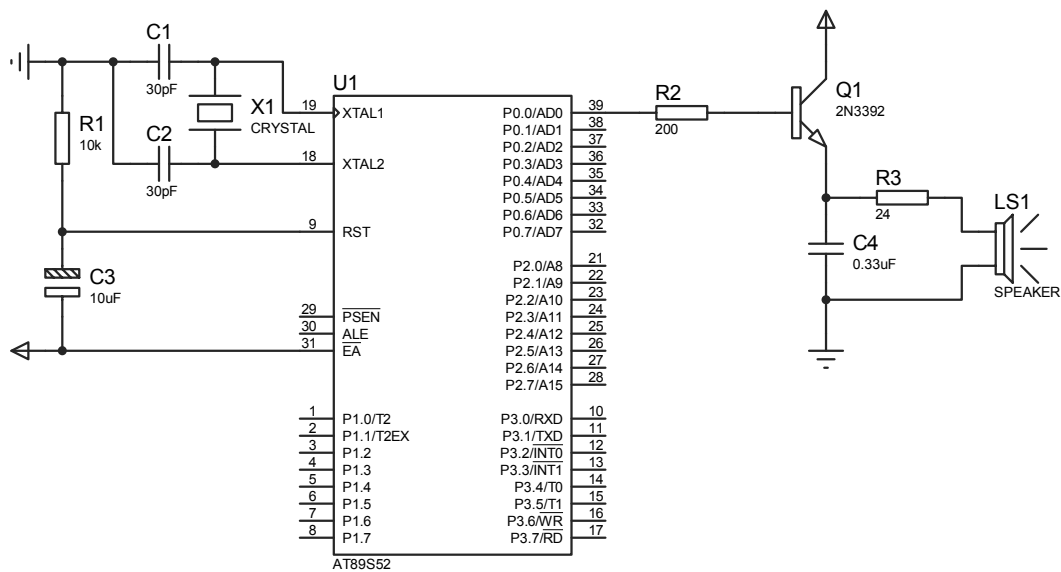 C1
30pF
R1
10k
C2
30pF
X1
CRYSTAL
C3
10uF
U1
19 XTAL1
18 XTAL2
9 RST
29 PSEN
30 ALE
31 EA
1 P1.0/T2
2 P1.1/T2EX
3 P1.2
4 P1.3
5 P1.4
6 P1.5
7 P1.6
8 P1.7
P0.0/AD0 39
P0.1/AD1 38
P0.2/AD2 37
P0.3/AD3 36
P0.4/AD4 35
P0.5/AD5 34
P0.6/AD6 33
P0.7/AD7 32
P2.0/A8 21
P2.1/A9 22
P2.2/A10 23
P2.3/A11 24
P2.4/A12 25
P2.5/A13 26
P2.6/A14 27
P2.7/A15 28
P3.0/RXD 10
P3.1/TXD 11
P3.2/INT0 12
P3.3/INT1 13
P3.4/T0 14
P3.5/T1 15
P3.6/WR 16
P3.7/RD 17
AT89S52
R2
200
Q1
2N3392
R3
24
C4
0.33uF
LS1
SPEAKER